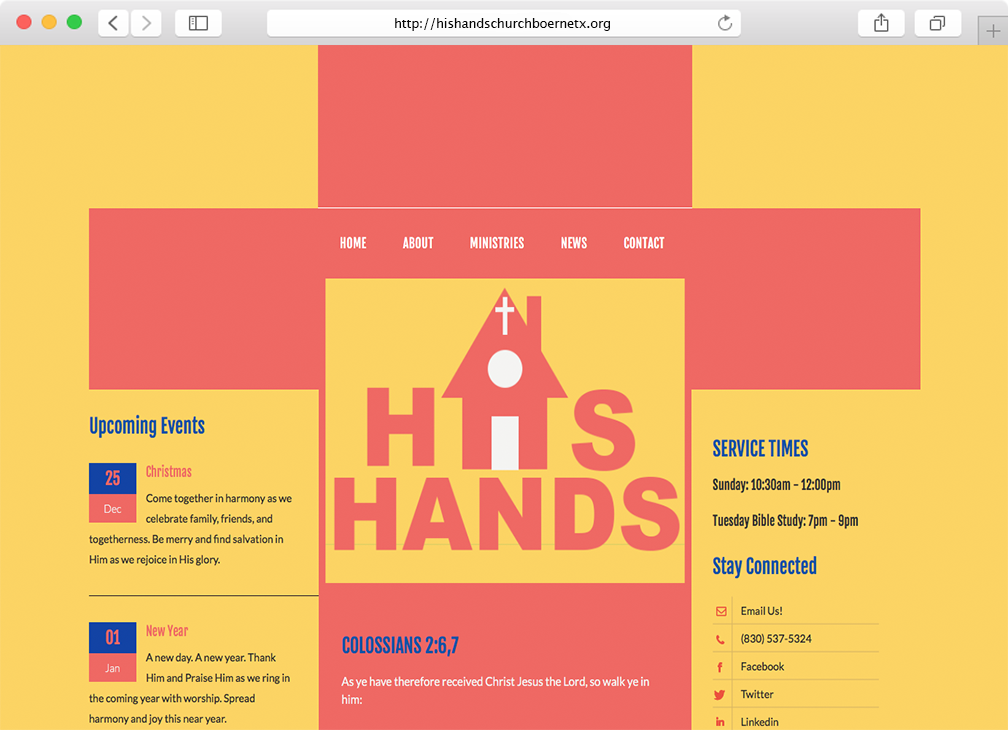 http://hishandschurchboernetx.org
HOME ABOUT MINISTRIES NEWS CONTACT
H S
HANDS
Upcoming Events
25
Dec
Christmas
Come together in harmony as we
celebrate family, friends, and
togetherness. Be merry and find salvation in
Him as we rejoice in His glory.
01
Jan
New Year
A new day. A new year. Thank
Him and Praise Him as we ring in
the coming year with worship. Spread
harmony and joy this near year.
COLOSSIANS 2:6,7
As ye have therefore received Christ Jesus the Lord, so walk ye in
him:
SERVICE TIMES
Sunday: 10:30am - 12:00pm
Tuesday Bible Study: 7pm - 9pm
Stay Connected
Email Us!
(830) 537-5324
Facebook
Twitter
Linkedin